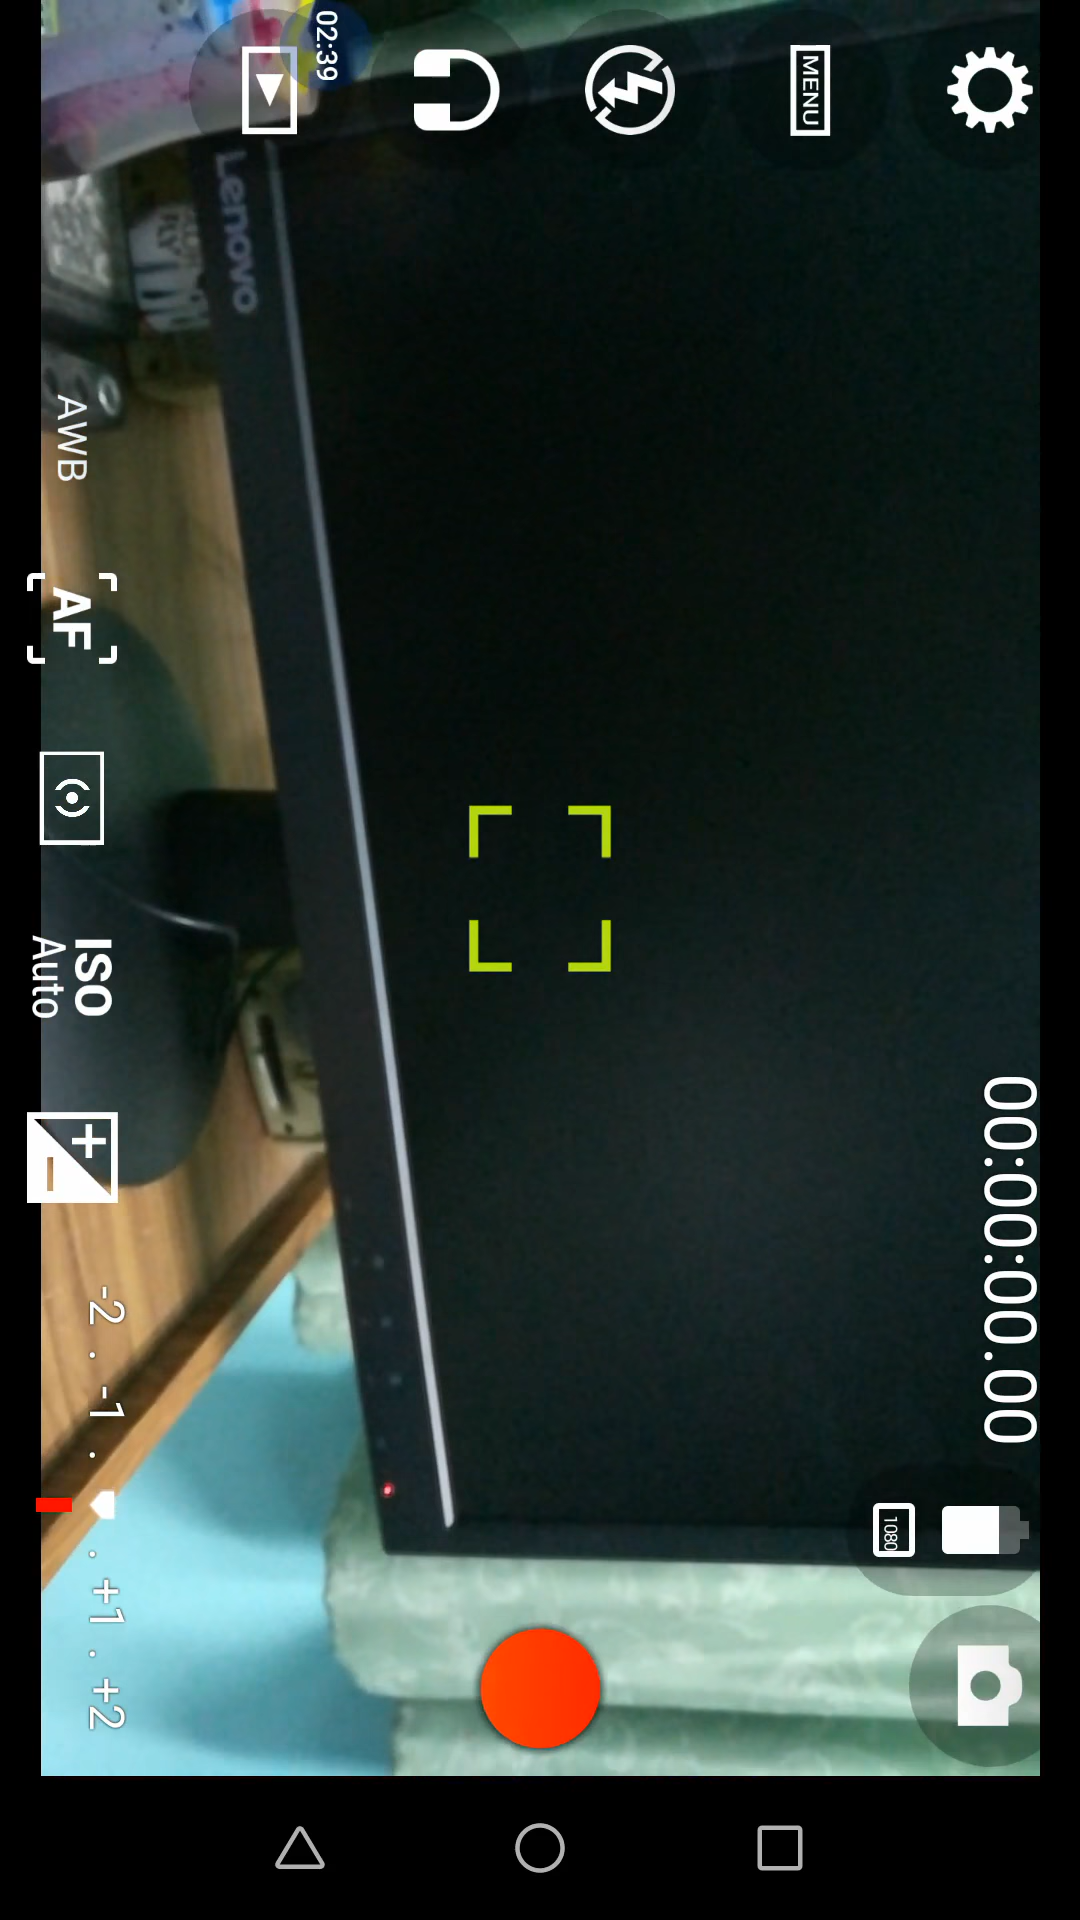 02:39
MENU
Lenovo
AWB
AF
ISO
Auto
-2 . -1 . . +1 . +2
00:00:00.00
1080